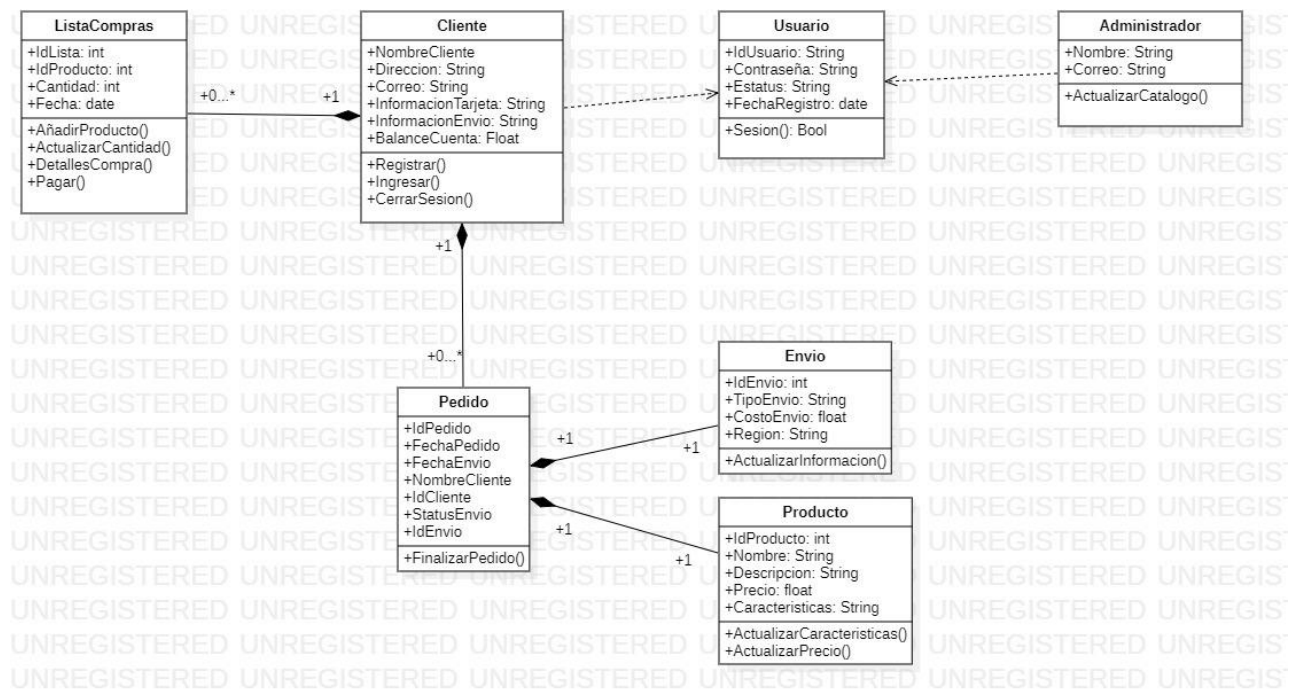 ListaCompras
+IdLista: int
+IdProducto: int
+Cantidad: int
+Fecha: date
+AñadirProducto()
+ActualizarCantidad()
+DetallesCompra()
+Pagar()
+0...*
+1
Cliente
+NombreCliente
+Direccion: String
+Correo: String
+InformacionTarjeta: String
+InformacionEnvio: String
+BalanceCuenta: Float
+Registrar()
+Ingresar()
+CerrarSesion()
Usuario
+IdUsuario: String
+Contraseña: String
+Estatus: String
+FechaRegistro: date
+Sesion(): Bool
Administrador
+Nombre: String
+Correo: String
+ActualizarCatalogo()
+1
+0...*
Pedido
+IdPedido
+FechaPedido
+FechaEnvio
+NombreCliente
+IdCliente
+StatusEnvio
+IdEnvio
+FinalizarPedido()
+1
+1
Envio
+IdEnvio: int
+TipoEnvio: String
+CostoEnvio: float
+Region: String
+ActualizarInformacion()
+1
+1
Producto
+IdProducto: int
+Nombre: String
+Descripcion: String
+Precio: float
+Caracteristicas: String
+ActualizarCaracteristicas()
+ActualizarPrecio()
UNREGISTERED UNREGISTERED UNREGISTERED UNREGISTERED UNREGISTERED